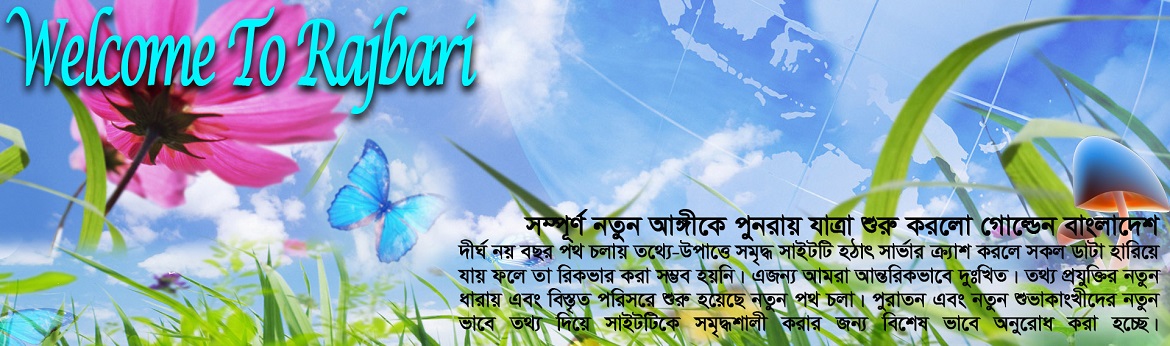 Welcome To Rajbari
সম্পূর্ণ নতুন আঙ্গীকে পুনরায় যাত্রা শুরু করলো গোল্ডেন বাংলাদেশ
দীর্ঘ নয় বছর পথ চলায় তথ্যে-উপাত্তে সমৃদ্ধ সাইটটি হঠাৎ সার্ভার ক্র্যাশ করলে সকল ডাটা হারিয়ে
যায় ফলে তা রিকভার করা সম্ভব হয়নি। এজন্য আমরা আন্তরিকভাবে দুঃখিত। তথ্য প্রযুক্তির নতুন
ধারায় এবং বিস্তৃত পরিসরে শুরু হয়েছে নতুন পথ চলা। পুরাতন এবং নতুন শুভাকাংখীদের নতুন
ভাবে তথ্য দিয়ে সাইটটিকে সমৃদ্ধশালী করার জন্য বিশেষ ভাবে অনুরোধ করা হচ্ছে।